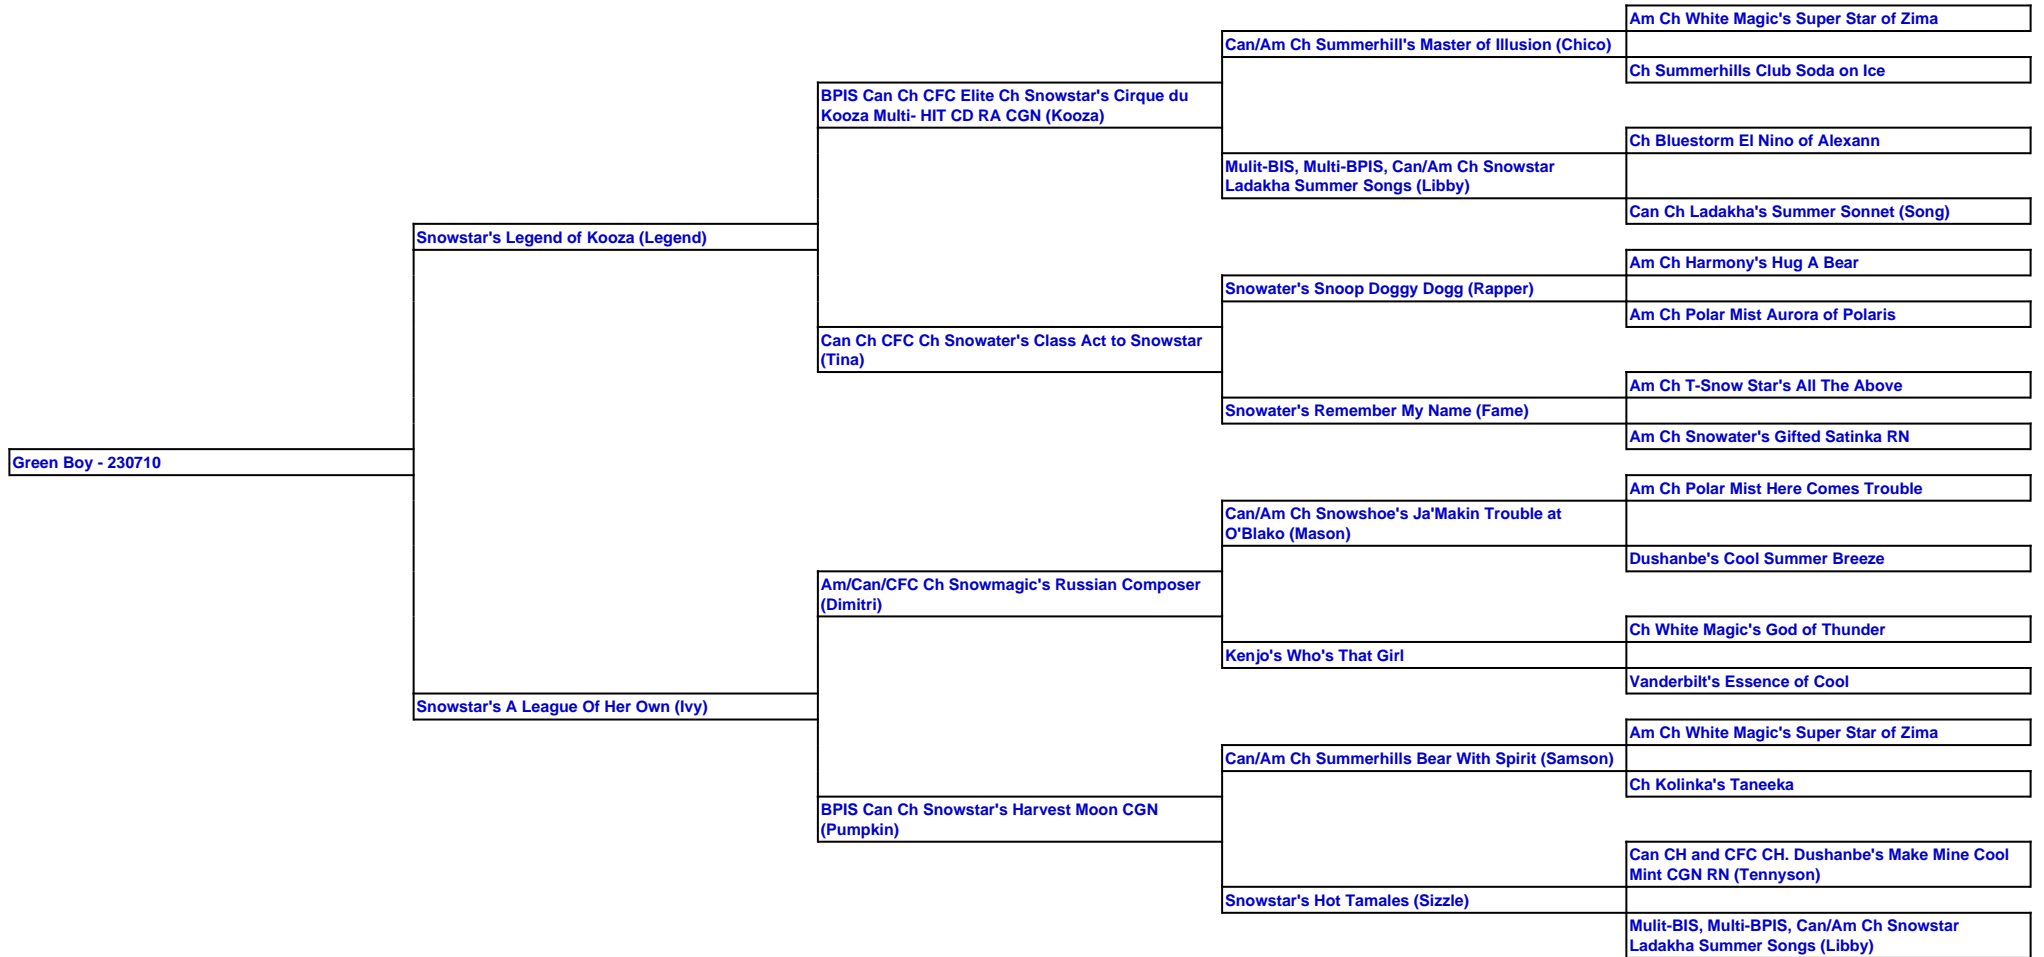 Am Ch White Magic's Super Star of Zima
Can/Am Ch Summerhill's Master of Illusion (Chico)
Ch Summerhills Club Soda on Ice
BPIS Can Ch CFC Elite Ch Snowstar's Cirque du
Kooza Multi- HIT CD RA CGN (Kooza)
Ch Bluestorm El Nino of Alexann
Mulit-BIS, Multi-BPIS, Can/Am Ch Snowstar
Ladakha Summer Songs (Libby)
Can Ch Ladakha's Summer Sonnet (Song)
Snowstar's Legend of Kooza (Legend)
Am Ch Harmony's Hug A Bear
Snowater's Snoop Doggy Dogg (Rapper)
Am Ch Polar Mist Aurora of Polaris
Can Ch CFC Ch Snowater's Class Act to Snowstar
(Tina)
Am Ch T-Snow Star's All The Above
Snowater's Remember My Name (Fame)
Am Ch Snowater's Gifted Satinka RN
Green Boy - 230710
Am Ch Polar Mist Here Comes Trouble
Can/Am Ch Snowshoe's Ja'Makin Trouble at
O'Blako (Mason)
Dushanbe's Cool Summer Breeze
Am/Can/CFC Ch Snowmagic's Russian Composer
(Dimitri)
Ch White Magic's God of Thunder
Kenjo's Who's That Girl
Vanderbilt's Essence of Cool
Snowstar's A League Of Her Own (Ivy)
Am Ch White Magic's Super Star of Zima
Can/Am Ch Summerhills Bear With Spirit (Samson)
Ch Kolinka's Taneeka
BPIS Can Ch Snowstar's Harvest Moon CGN
(Pumpkin)
Can CH and CFC CH. Dushanbe's Make Mine Cool
Mint CGN RN (Tennyson)
Snowstar's Hot Tamales (Sizzle)
Mulit-BIS, Multi-BPIS, Can/Am Ch Snowstar
Ladakha Summer Songs (Libby)